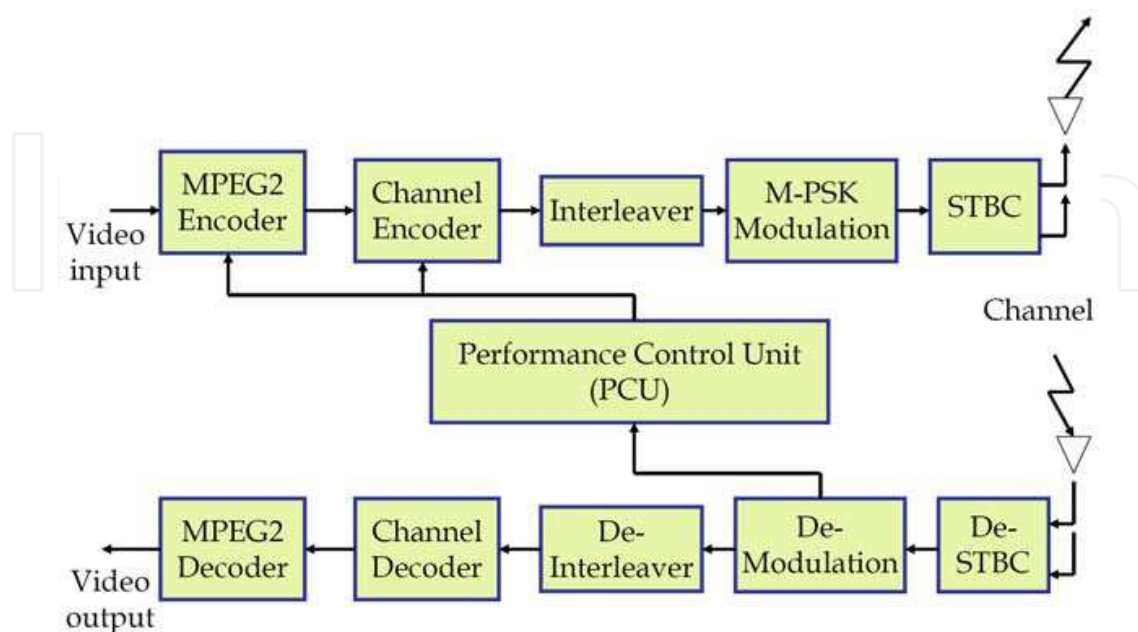 MPEG2
Encoder
Channel
Encoder
Interleaver
M-PSK
Modulation
STBC
Video
input
Channel
Performance Control Unit
(PCU)
MPEG2
Decoder
Channel
Decoder
De-
Interleaver
De-
Modulation
De-
STBC
Video
output